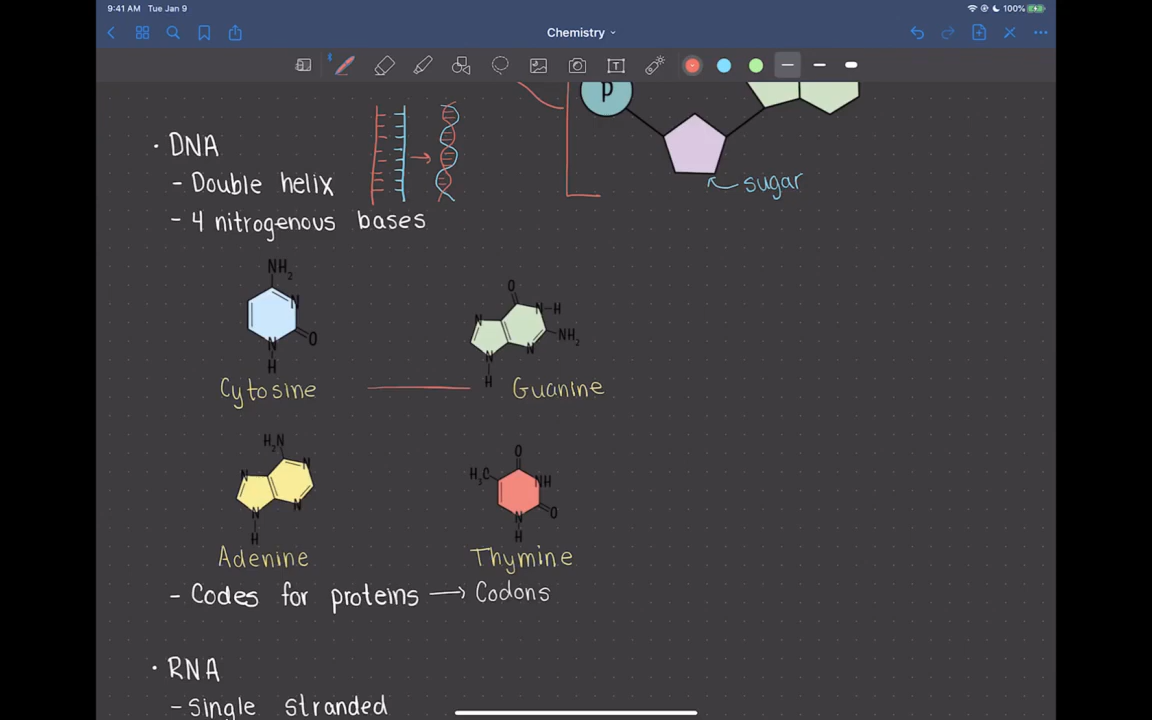 9:41 AM Tue Jan 9
100%
Chemistry
T
P
sugar
· DNA
- Double helix
- 4 nitrogenous bases
NH2
N
O
N
H
Cytosine
O
N
N-H
NH2
N
N
H
Guanine
H2N
N
N
N
N
H
Adenine
O
H3C
NH
O
N
H
Thymine
- Codes for proteins → Codons
· RNA
- single stranded